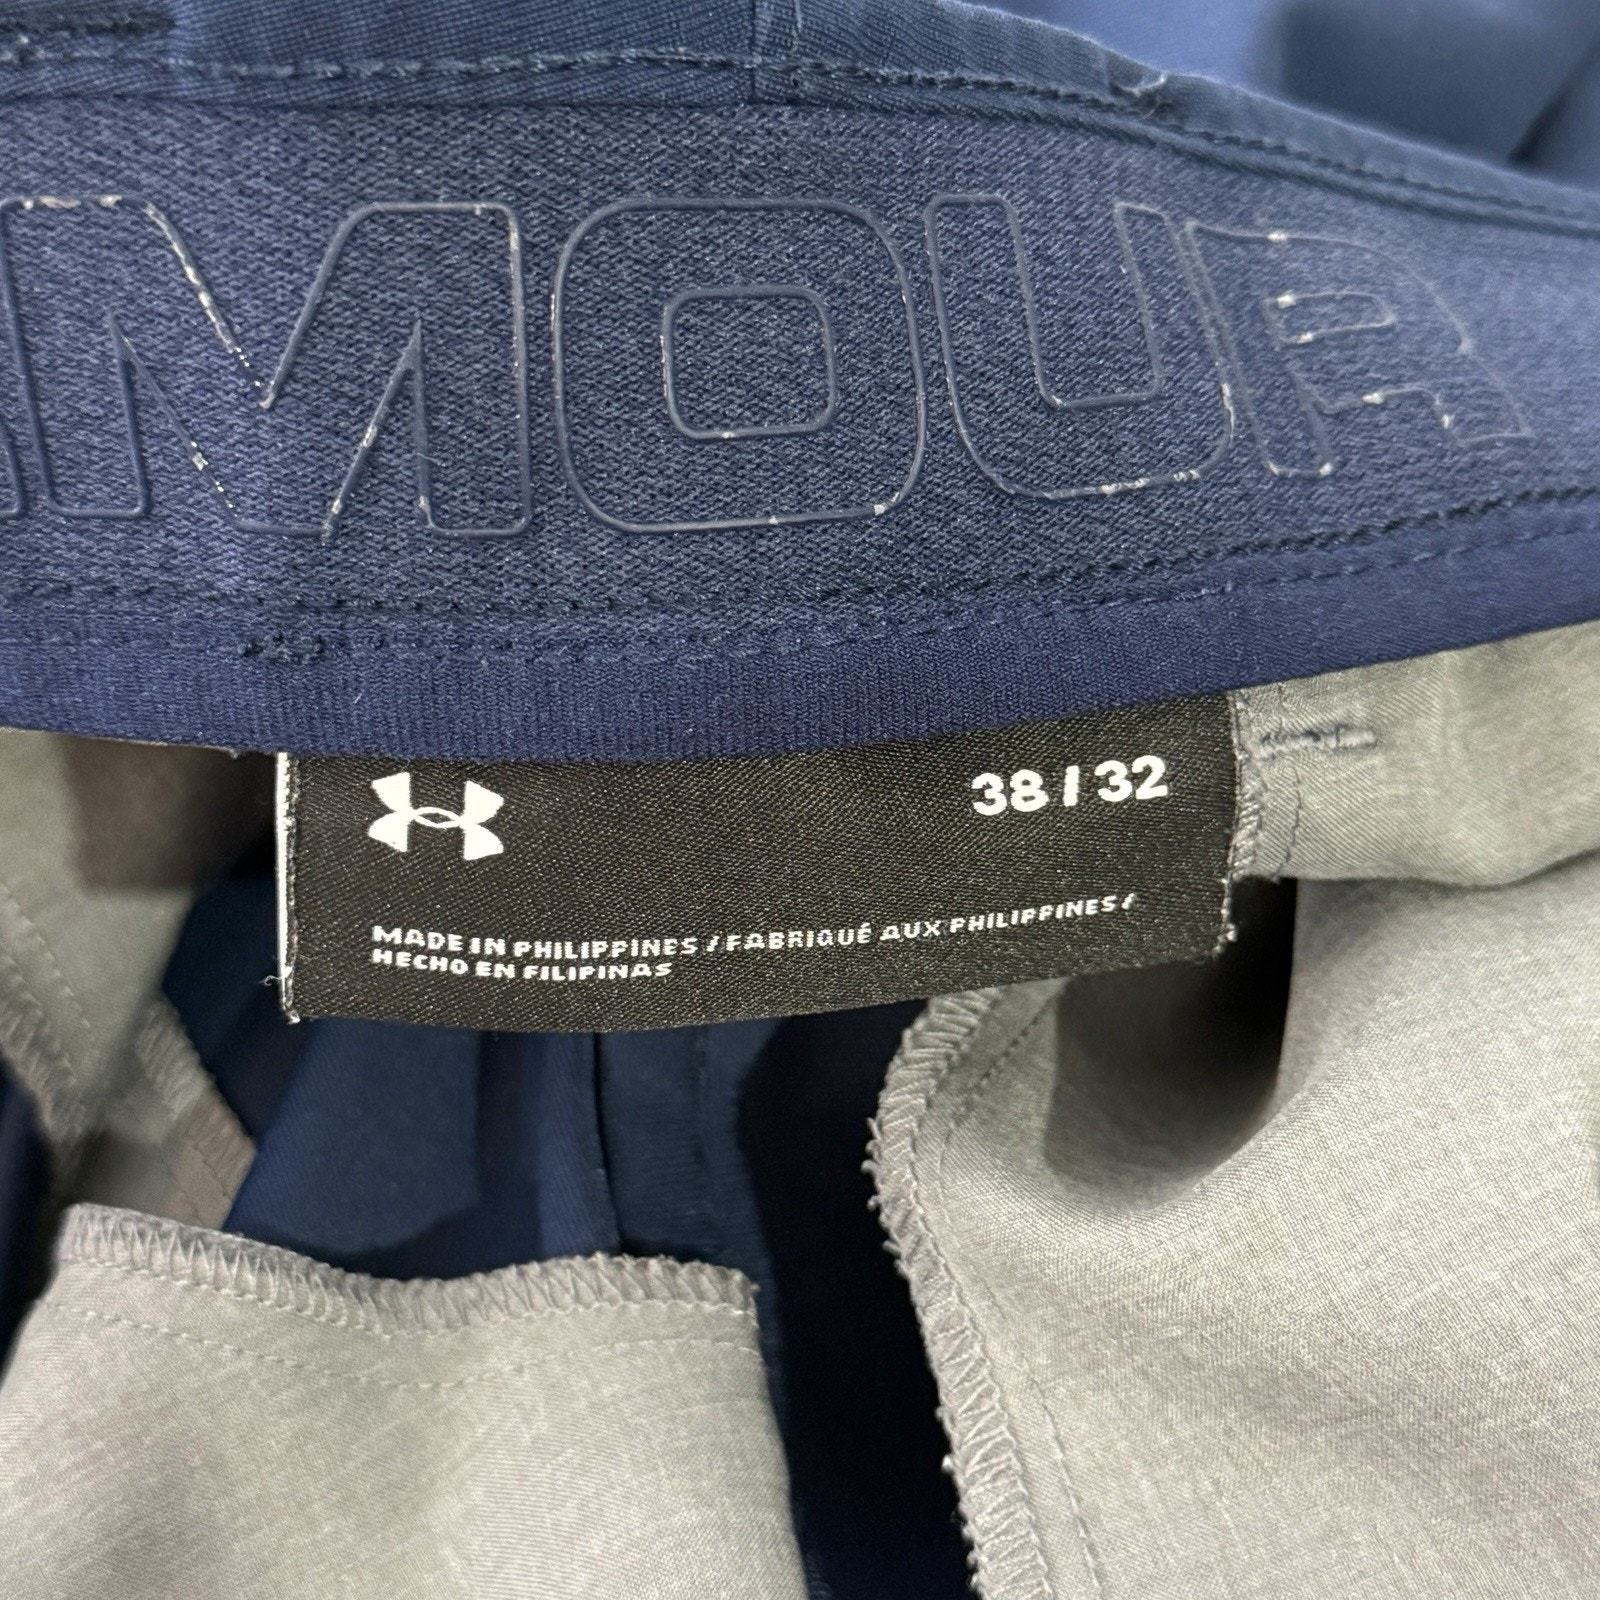 MOUR
38 / 32
MADE IN PHILIPPINES / FABRIQUÉ AUX PHILIPPINES /
HECHO EN FILIPINAS